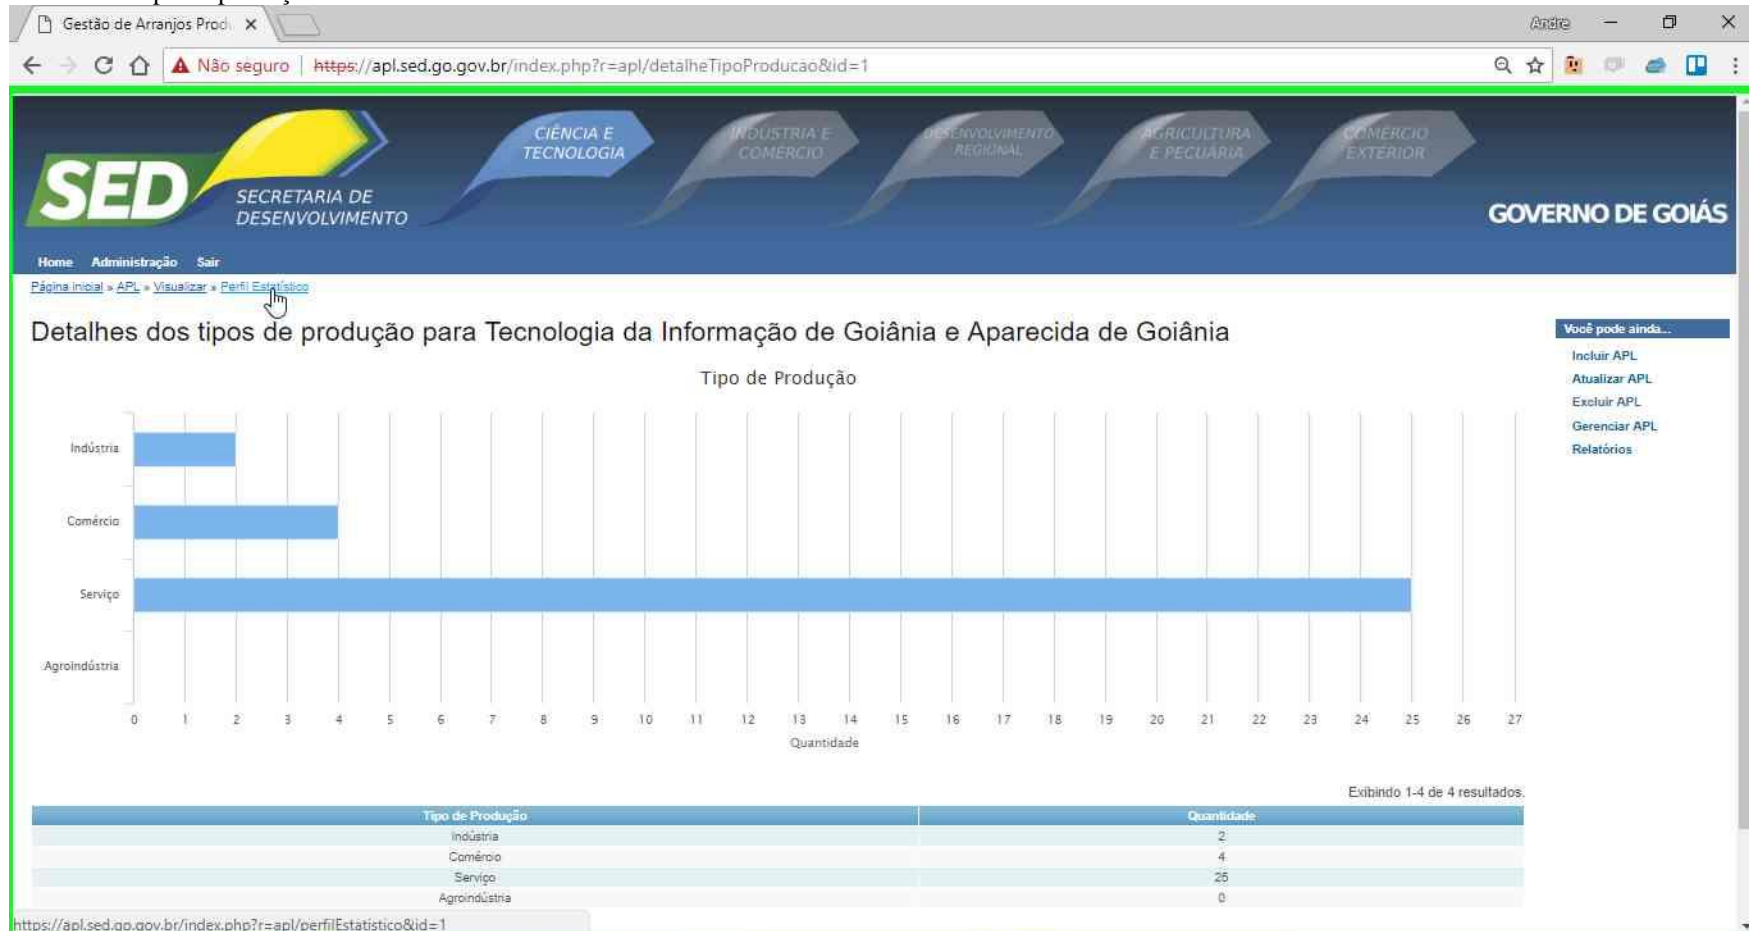 Gestão de Arranjos Prod
Andre
Não seguro | https://apl.sed.go.gov.br/index.php?r=apl/detalheTipoProducao&id=1
CIÊNCIA E
TECNOLOGIA
INDÚSTRIA E
COMÉRCIO
DESENVOLVIMENTO
REGIONAL
AGRICULTURA
E PECUÁRIA
COMÉRCIO
EXTERIOR
SED
SECRETARIA DE
DESENVOLVIMENTO
GOVERNO DE GOIÁS
Home Administração Sair
Página inicial » APL » Visualizar » Perfil Estatístico
Detalhes dos tipos de produção para Tecnologia da Informação de Goiânia e Aparecida de Goiânia
Você pode ainda...
Incluir APL
Atualizar APL
Excluir APL
Gerenciar APL
Relatórios
Tipo de Produção
Indústria
Comércio
Serviço
Agroindústria
0 1 2 3 4 5 6 7 8 9 10 11 12 13 14 15 16 17 18 19 20 21 22 23 24 25 26 27
Quantidade
Exibindo 1-4 de 4 resultados.
Tipo de Produção Quantidade
Indústria 2
Comércio 4
Serviço 25
Agroindústria 0
https://apl.sed.go.gov.br/index.php?r=apl/perfilEstatistico&id=1